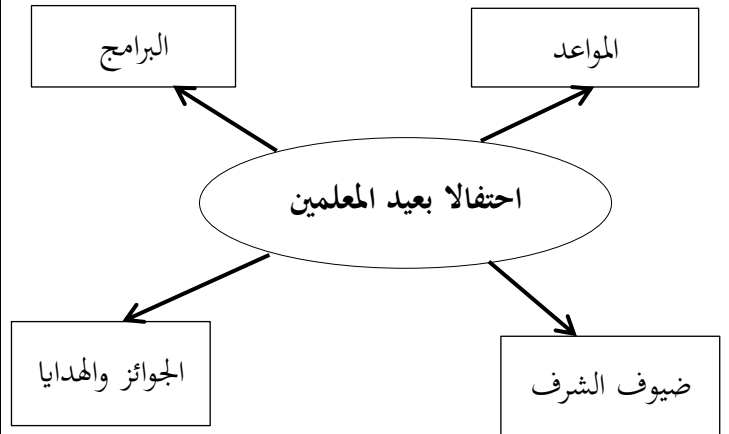 المواعد
البرامج
احتفالا بعيد المعلمين
ضيوف الشرف
الجوائز والهدايا